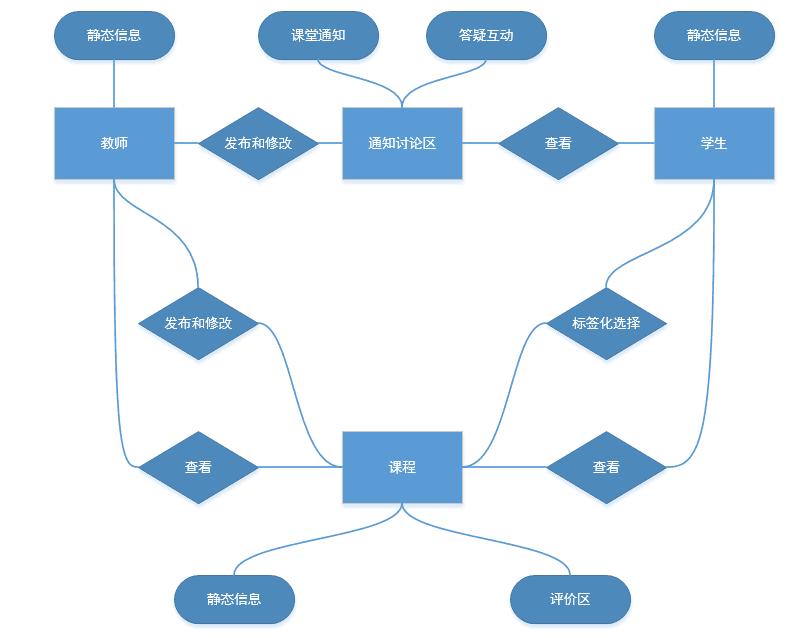 静态信息
课堂通知
答疑互动
静态信息
教师
发布和修改
通知讨论区
查看
学生
发布和修改
标签化选择
查看
课程
查看
静态信息
评价区